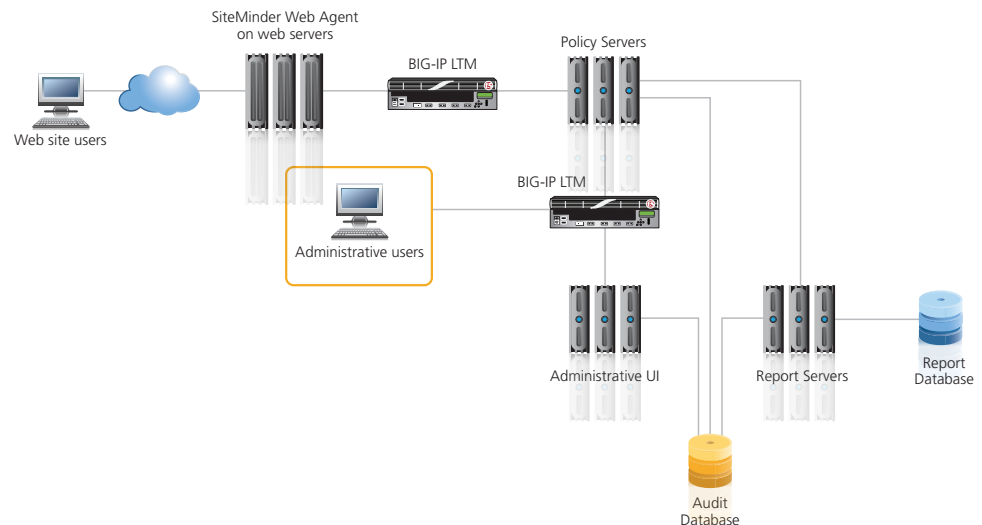 SiteMinder Web Agent
on web servers
Policy Servers
BIG-IP LTM
Web site users
BIG-IP LTM
Administrative users
Administrative UI
Report Servers
Report
Database
Audit
Database